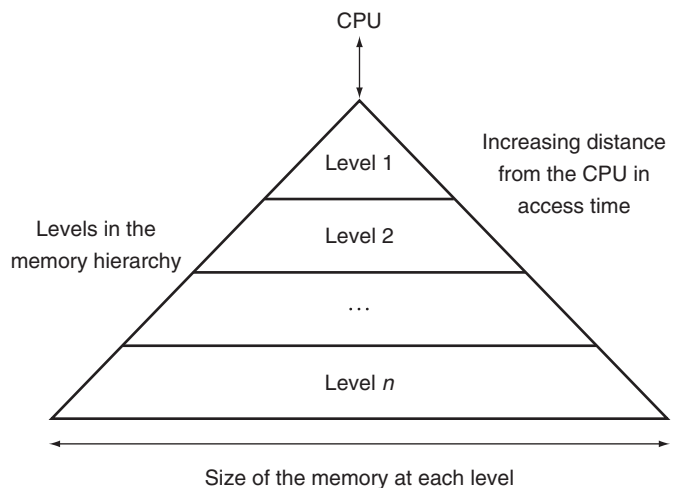 CPU
Increasing distance
from the CPU in
access time
Levels in the
memory hierarchy
Level 1
Level 2
…
Level n
Size of the memory at each level